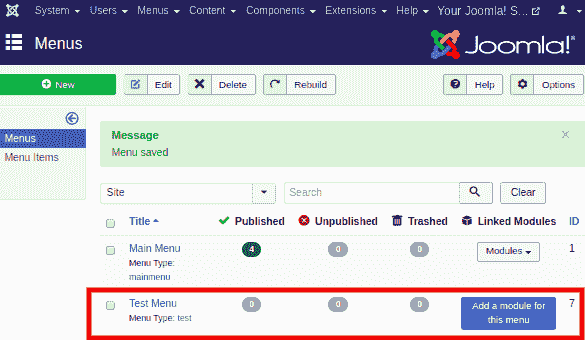 System Users Menus Content Components Extensions Help Your Joomla! S...
Menus
Joomla!®
New Edit Delete Rebuild Help Options
Menus
Menu Items
Message
Menu saved
×
Site Search Clear
Title Published Unpublished Trashed Linked Modules ID
Main Menu 4 0 0 Modules 1
Menu Type:
mainmenu
Test Menu 0 0 0 Add a module for 7
Menu Type: test this menu